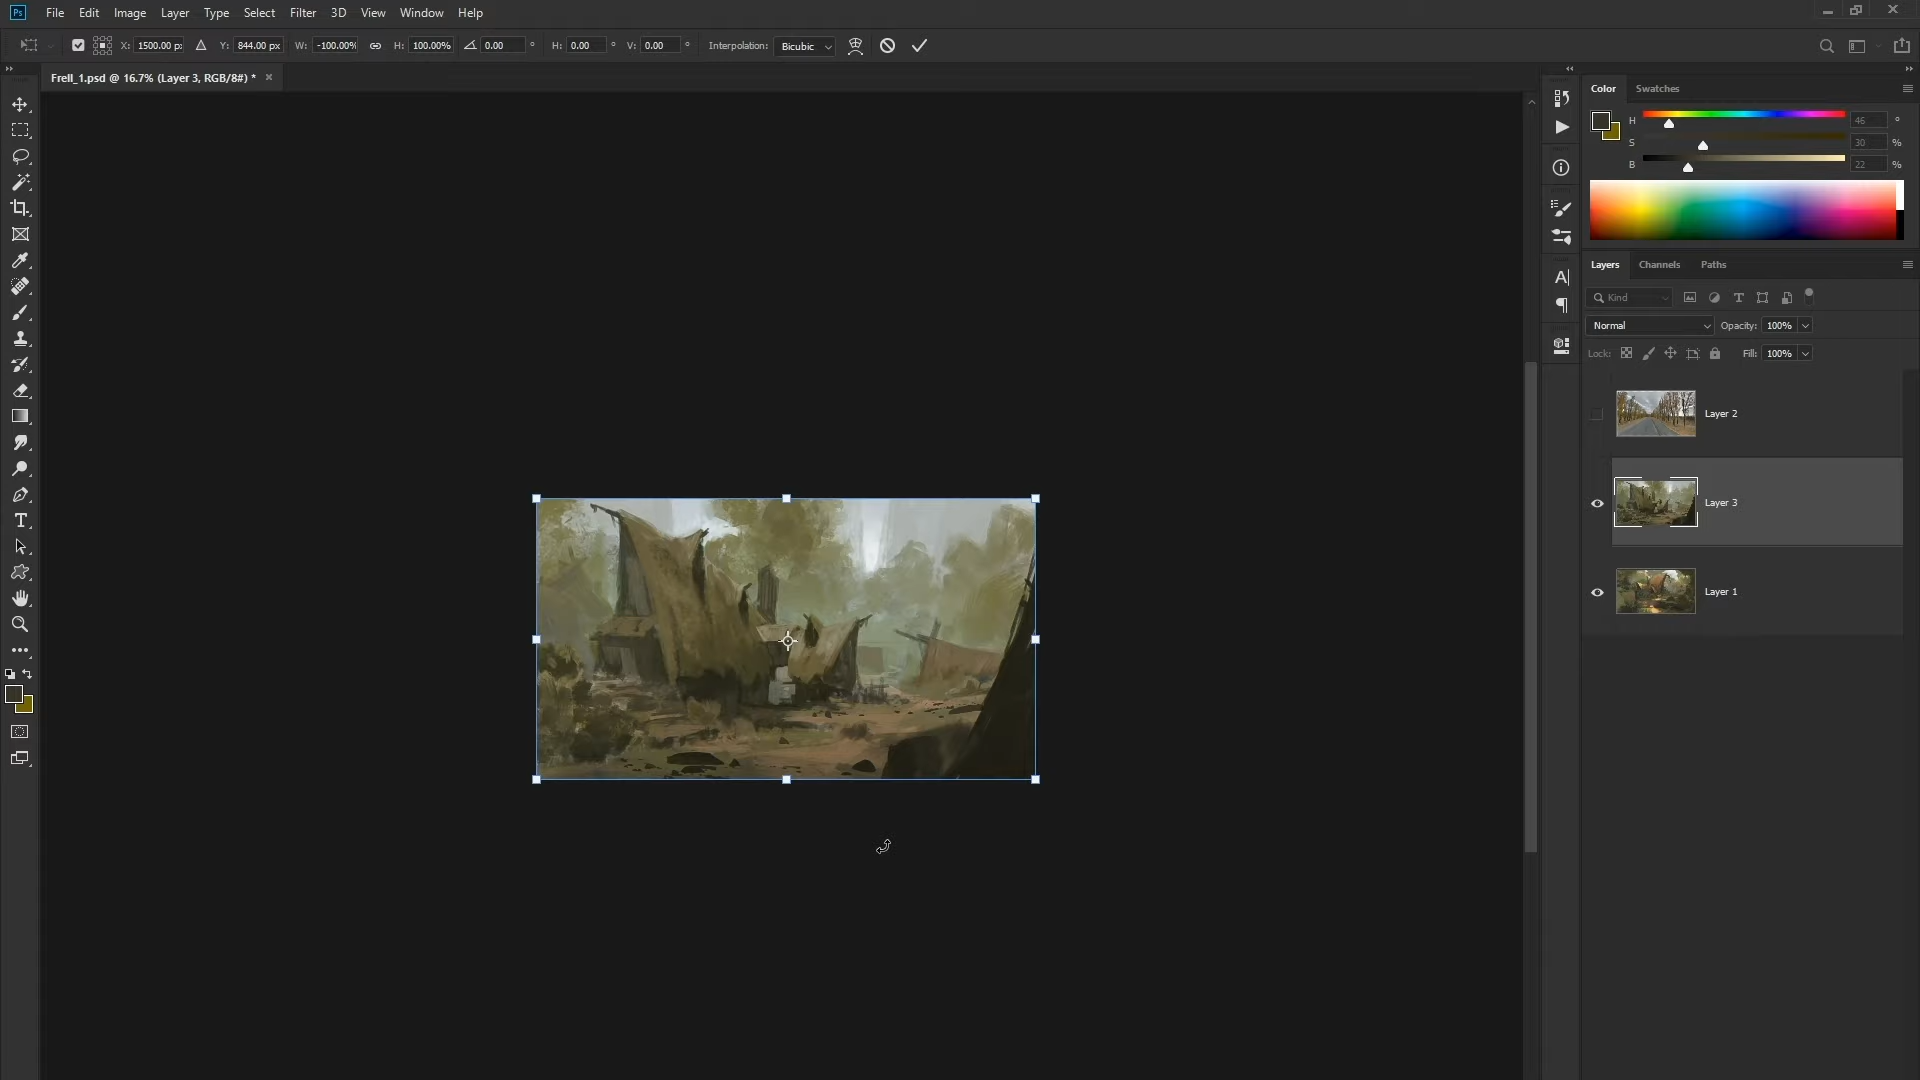 Ps File Edit Image Layer Type Select Filter 3D View Window Help
X: 1500.00 p: Y: 844.00 px W: -100.00% H: 100.00% 0.00 ° H: 0.00 ° V: 0.00 ° Interpolation: Bicubic
Frell_1.psd @ 16.7% (Layer 3, RGB/8#) * ×
Color Swatches
H 46 °
S 30 %
B 22 %
Layers Channels Paths
Kind
Normal Opacity: 100%
Lock: Fill: 100%
Layer 2
Layer 3
Layer 1